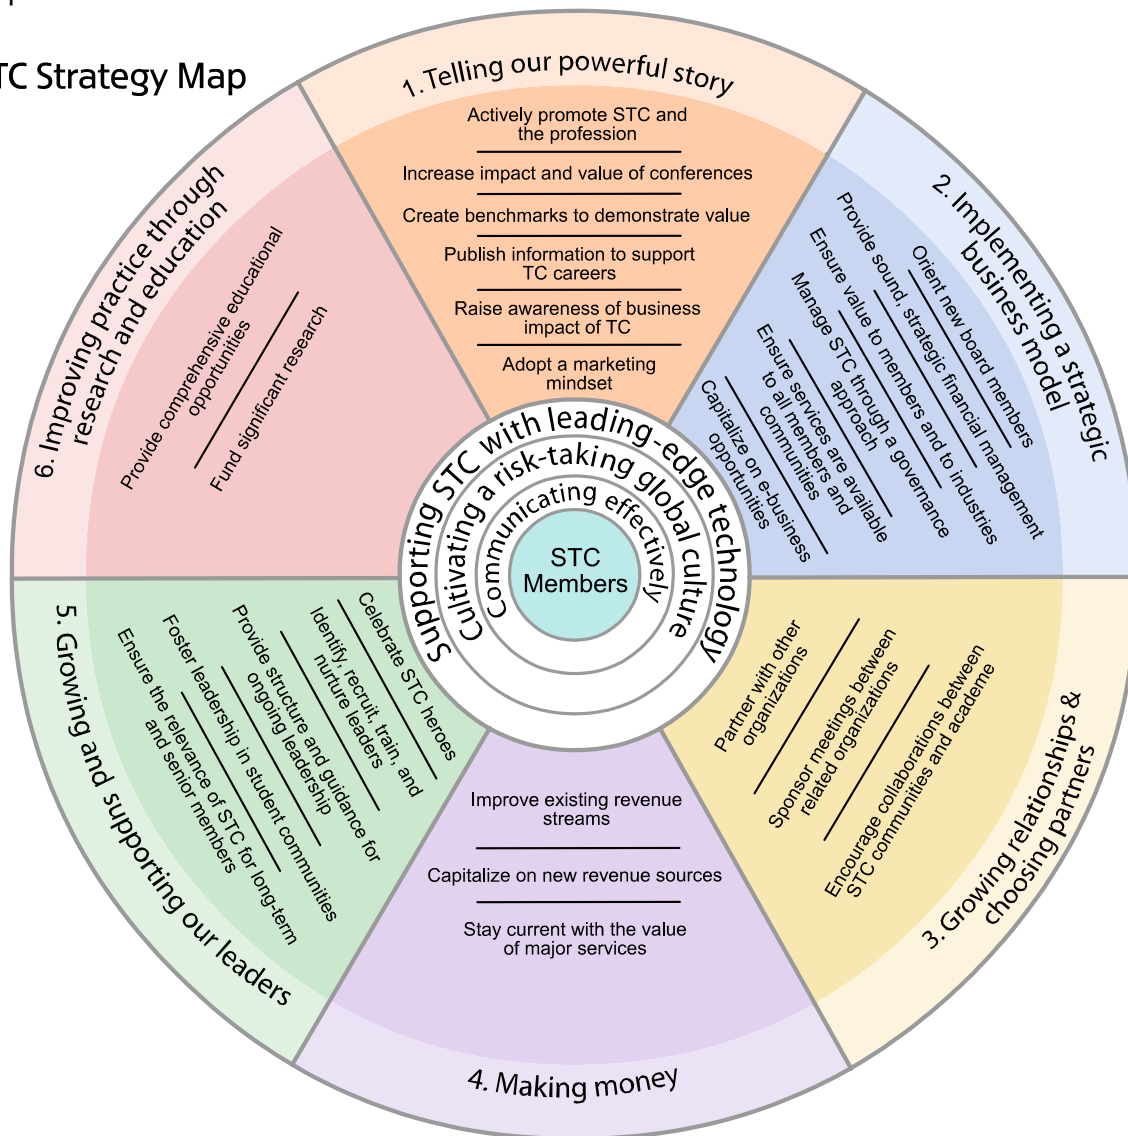 TC Strategy Map
1. Telling our powerful story
Actively promote STC and
the profession
Increase impact and value of conferences
Create benchmarks to demonstrate value
Publish information to support
TC careers
Raise awareness of business
impact of TC
Adopt a marketing
mindset
2. Implementing a strategic
business model
Orient new board members
Provide sound, strategic financial management
Ensure value to members and to industries
Manage STC through a governance
approach
Ensure services are available
to all members and
communities
Capitalize on e-business
opportunities
3. Growing relationships &
choosing partners
Partner with other
organizations
Sponsor meetings between
related organizations
Encourage collaborations between
STC communities and academe
4. Making money
Improve existing revenue
streams
Capitalize on new revenue sources
Stay current with the value
of major services
5. Growing and supporting our leaders
Celebrate STC heroes
Identify, recruit, train, and
nurture leaders
Provide structure and guidance for
ongoing leadership
Foster leadership in student communities
Ensure the relevance of STC for long-term
and senior members
6. Improving practice through
research and education
Provide comprehensive educational
opportunities
Fund significant research
Supporting STC with leading-edge technology
Cultivating a risk-taking global culture
Communicating effectively
STC
Members